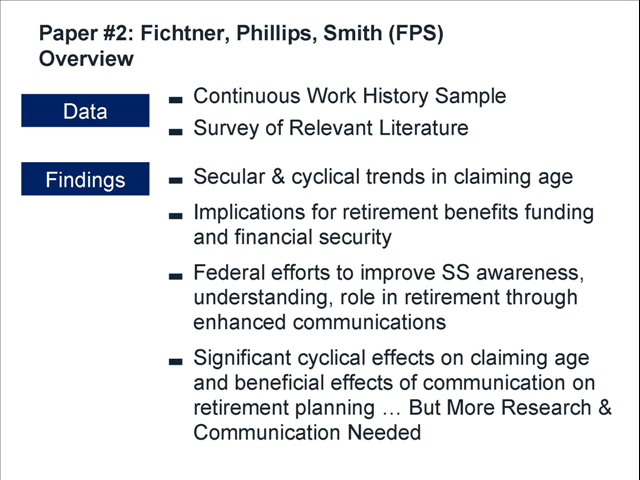 Paper #2: Fichtner, Phillips, Smith (FPS)
Overview
Data
Continuous Work History Sample
Survey of Relevant Literature
Findings
Secular & cyclical trends in claiming age
Implications for retirement benefits funding
and financial security
Federal efforts to improve SS awareness,
understanding, role in retirement through
enhanced communications
Significant cyclical effects on claiming age
and beneficial effects of communication on
retirement planning … But More Research &
Communication Needed